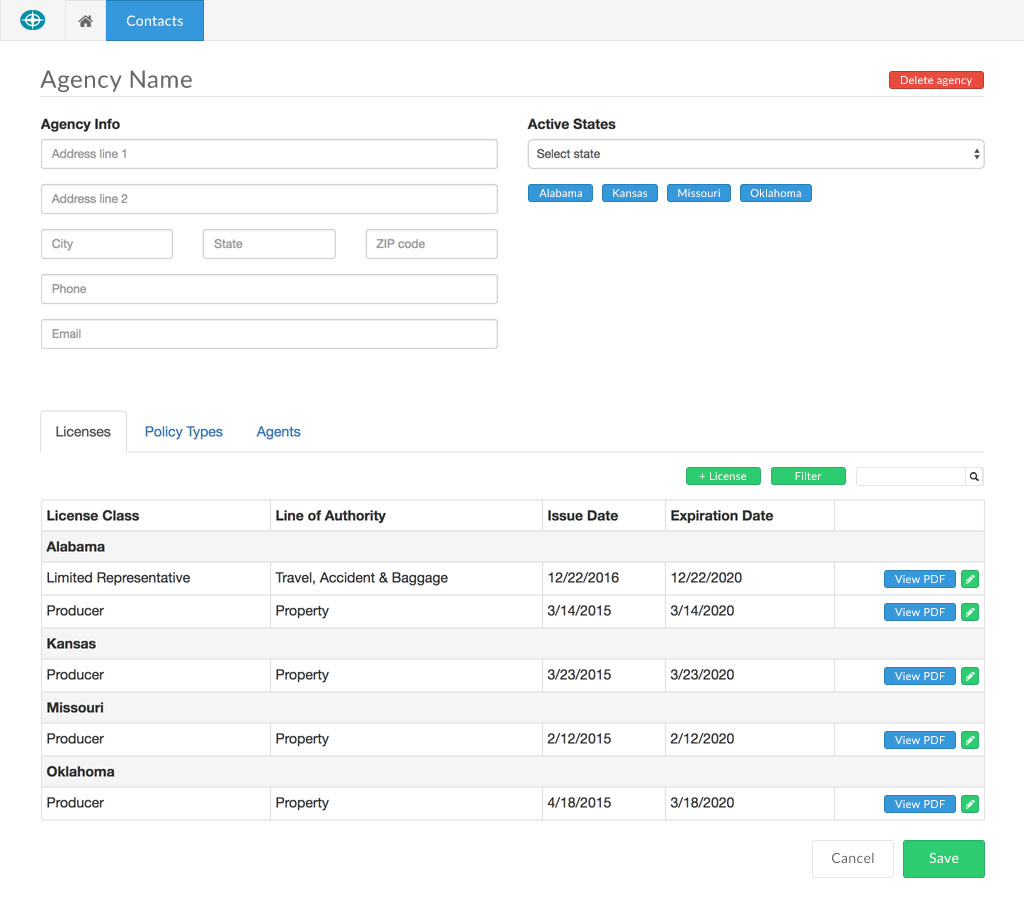 Contacts
Agency Name
Delete agency
Agency Info
Active States
Address line 1
Select state
Address line 2
Alabama Kansas Missouri Oklahoma
City State ZIP code
Phone
Email
Licenses Policy Types Agents
+ License Filter
License Class Line of Authority Issue Date Expiration Date
Alabama
Limited Representative Travel, Accident & Baggage 12/22/2016 12/22/2020 View PDF
Producer Property 3/14/2015 3/14/2020 View PDF
Kansas
Producer Property 3/23/2015 3/23/2020 View PDF
Missouri
Producer Property 2/12/2015 2/12/2020 View PDF
Oklahoma
Producer Property 4/18/2015 3/18/2020 View PDF
Cancel Save